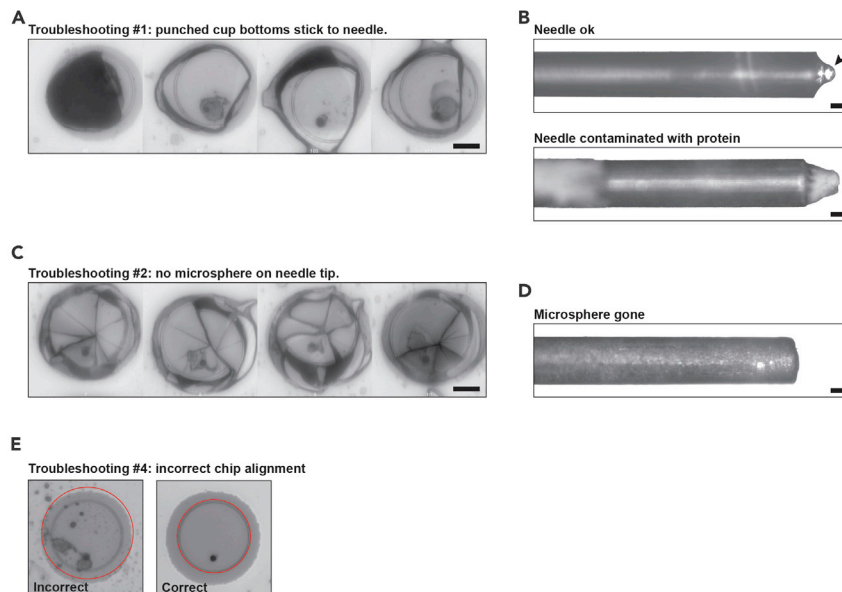 A
Troubleshooting #1: punched cup bottoms stick to needle.
B
Needle ok
Needle contaminated with protein
C
Troubleshooting #2: no microsphere on needle tip.
D
Microsphere gone
E
Troubleshooting #4: incorrect chip alignment
Incorrect
Correct